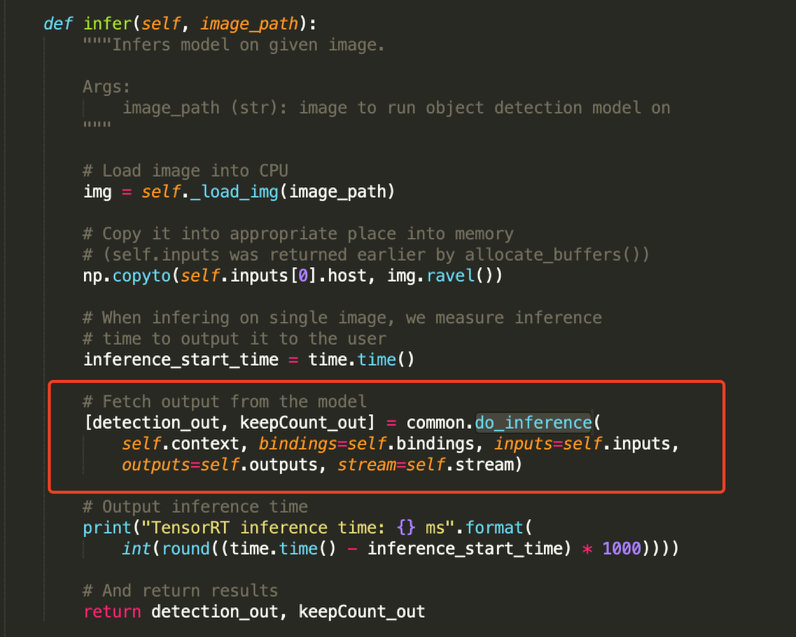 def infer(self, image_path):
"""Infers model on given image.
Args:
image_path (str): image to run object detection model on
"""
# Load image into CPU
img = self._load_img(image_path)
# Copy it into appropriate place into memory
# (self.inputs was returned earlier by allocate_buffers())
np.copyto(self.inputs[0].host, img.ravel())
# When infering on single image, we measure inference
# time to output it to the user
inference_start_time = time.time()
# Fetch output from the model
[detection_out, keepCount_out] = common.do_inference(
self.context, bindings=self.bindings, inputs=self.inputs,
outputs=self.outputs, stream=self.stream)
# Output inference time
print("TensorRT inference time: {} ms".format(
int(round((time.time() - inference_start_time) * 1000))))
# And return results
return detection_out, keepCount_out